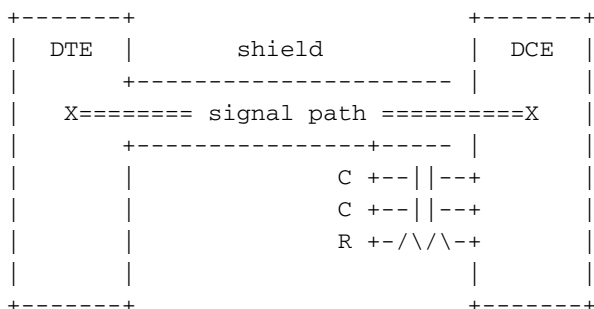 +-------+                       +-------+
|  DTE  |       shield          |  DCE  |
|       +---------------------- |       |
|   X======== signal path ==========X   |
|       +----------------+----- |       |
|       |              C +--||--+       |
|       |              C +--||--+       |
|       |              R +-/\/\-+       |
|       |                       |       |
+-------+                       +-------+